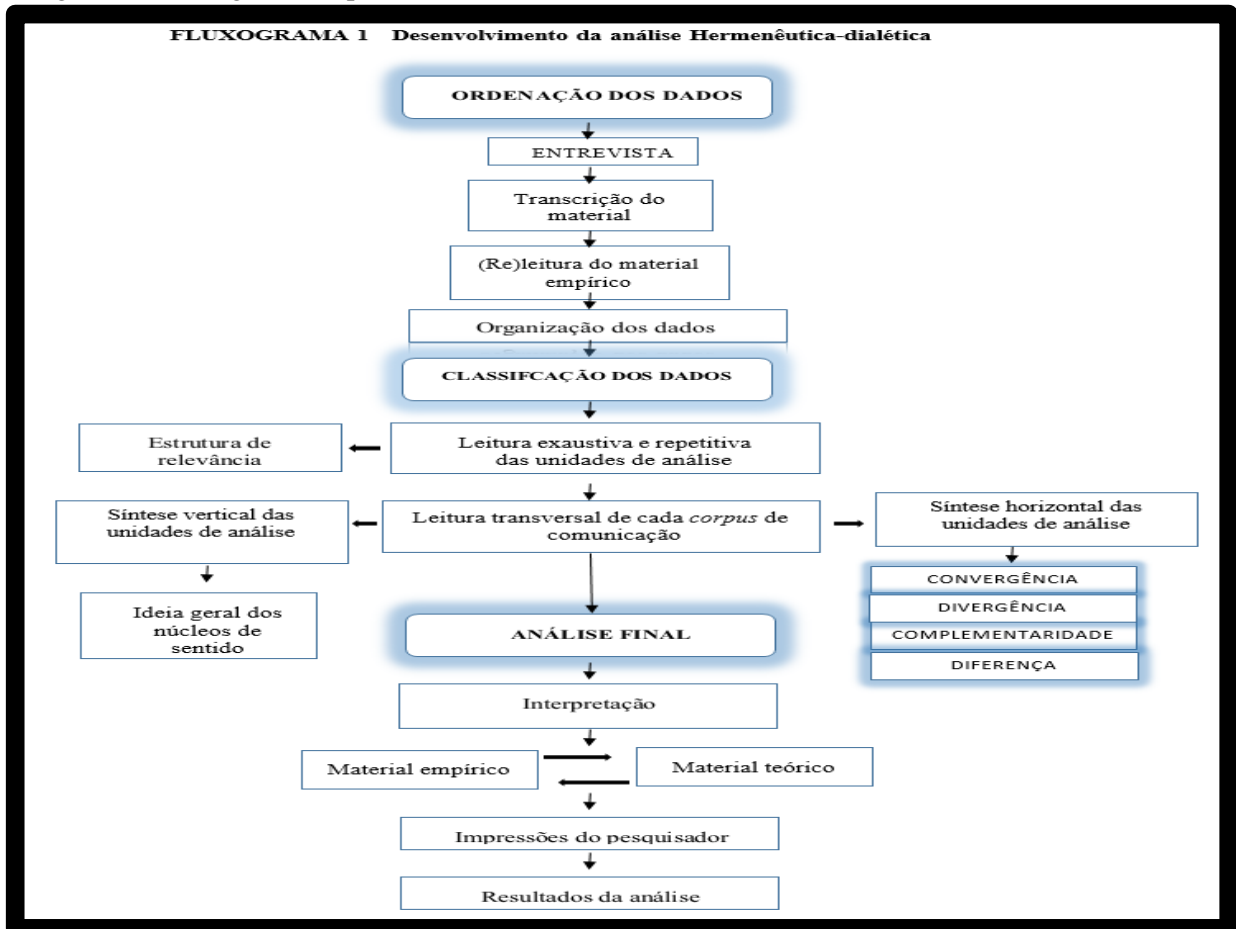 FLUXOGRAMA 1 Desenvolvimento da análise Hermenêutica-dialética
ORDENAÇÃO DOS DADOS
ENTREVISTA
Transcrição do
material
(Re)leitura do material
empírico
Organização dos dados
CLASSIFCAÇÃO DOS DADOS
Leitura exaustiva e repetitiva
das unidades de análise
Estrutura de
relevância
Leitura transversal de cada corpus de
comunicação
Síntese vertical das
unidades de análise
Ideia geral dos
núcleos de
sentido
Síntese horizontal das
unidades de análise
CONVERGÊNCIA
DIVERGÊNCIA
COMPLEMENTARIDADE
DIFERENÇA
ANÁLISE FINAL
Interpretação
Material empírico
Material teórico
Impressões do pesquisador
Resultados da análise